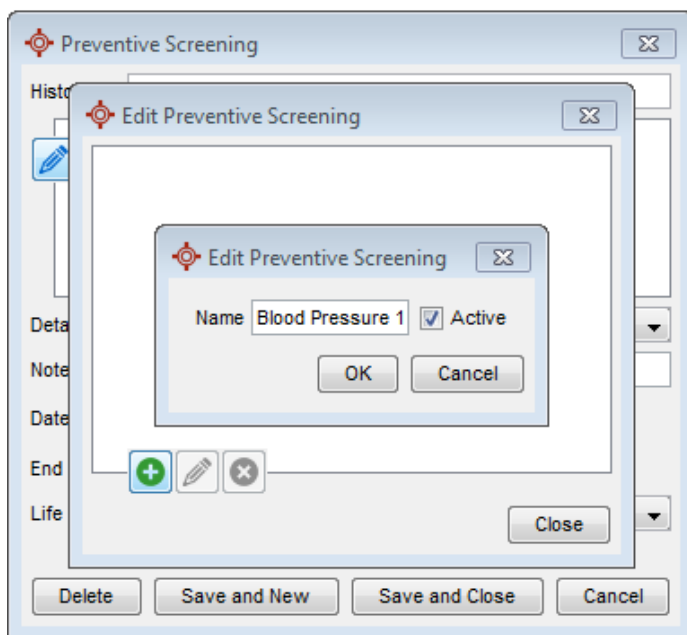 Preventive Screening
Histo
Edit Preventive Screening
Edit Preventive Screening
Name Blood Pressure 1 Active
OK Cancel
Deta
Note
Date
End
Life
Close
Delete Save and New Save and Close Cancel